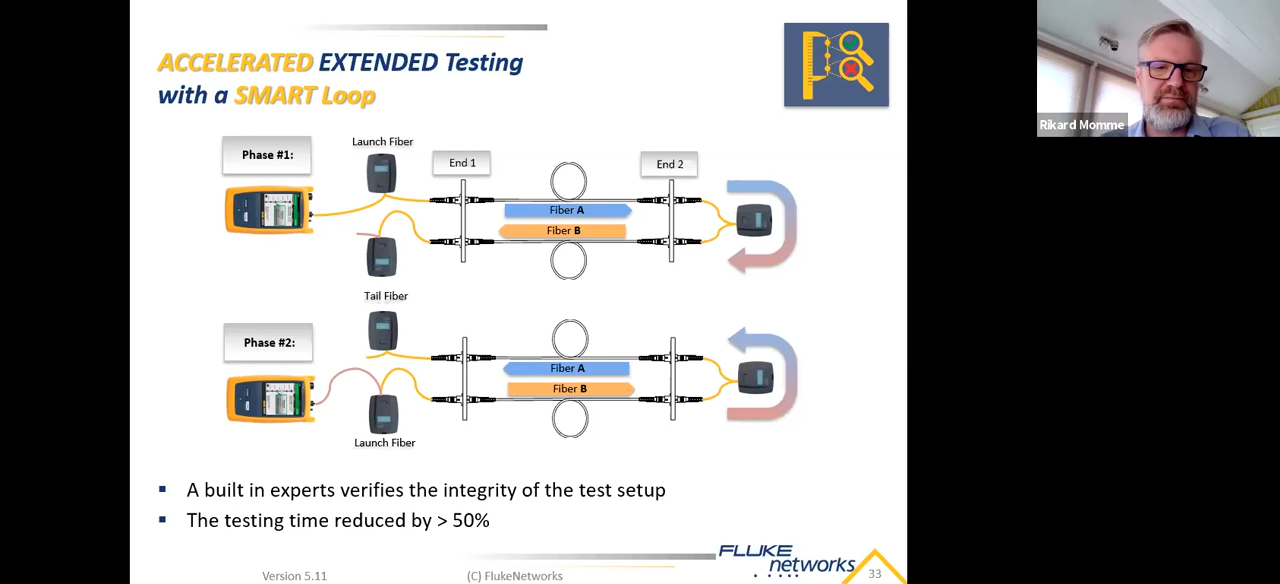 ACCELERATED EXTENDED Testing
with a SMART Loop
Rikard Momme
Phase #1:
Launch Fiber
End 1
End 2
Fiber A
Fiber B
Tail Fiber
Phase #2:
Fiber A
Fiber B
Launch Fiber
▪ A built in experts verifies the integrity of the test setup
▪ The testing time reduced by > 50%
FLUKE
networks
Version 5.11
(C) FlukeNetworks
33